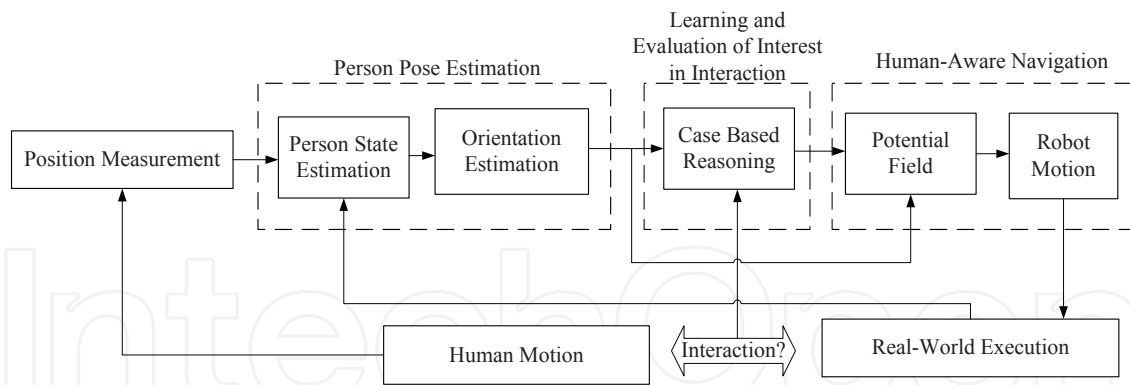 Learning and
Evaluation of Interest
in Interaction
Person Pose Estimation
Human-Aware Navigation
Position Measurement
Person State
Estimation
Orientation
Estimation
Case Based
Reasoning
Potential
Field
Robot
Motion
Human Motion
Interaction?
Real-World Execution
IntechOpen